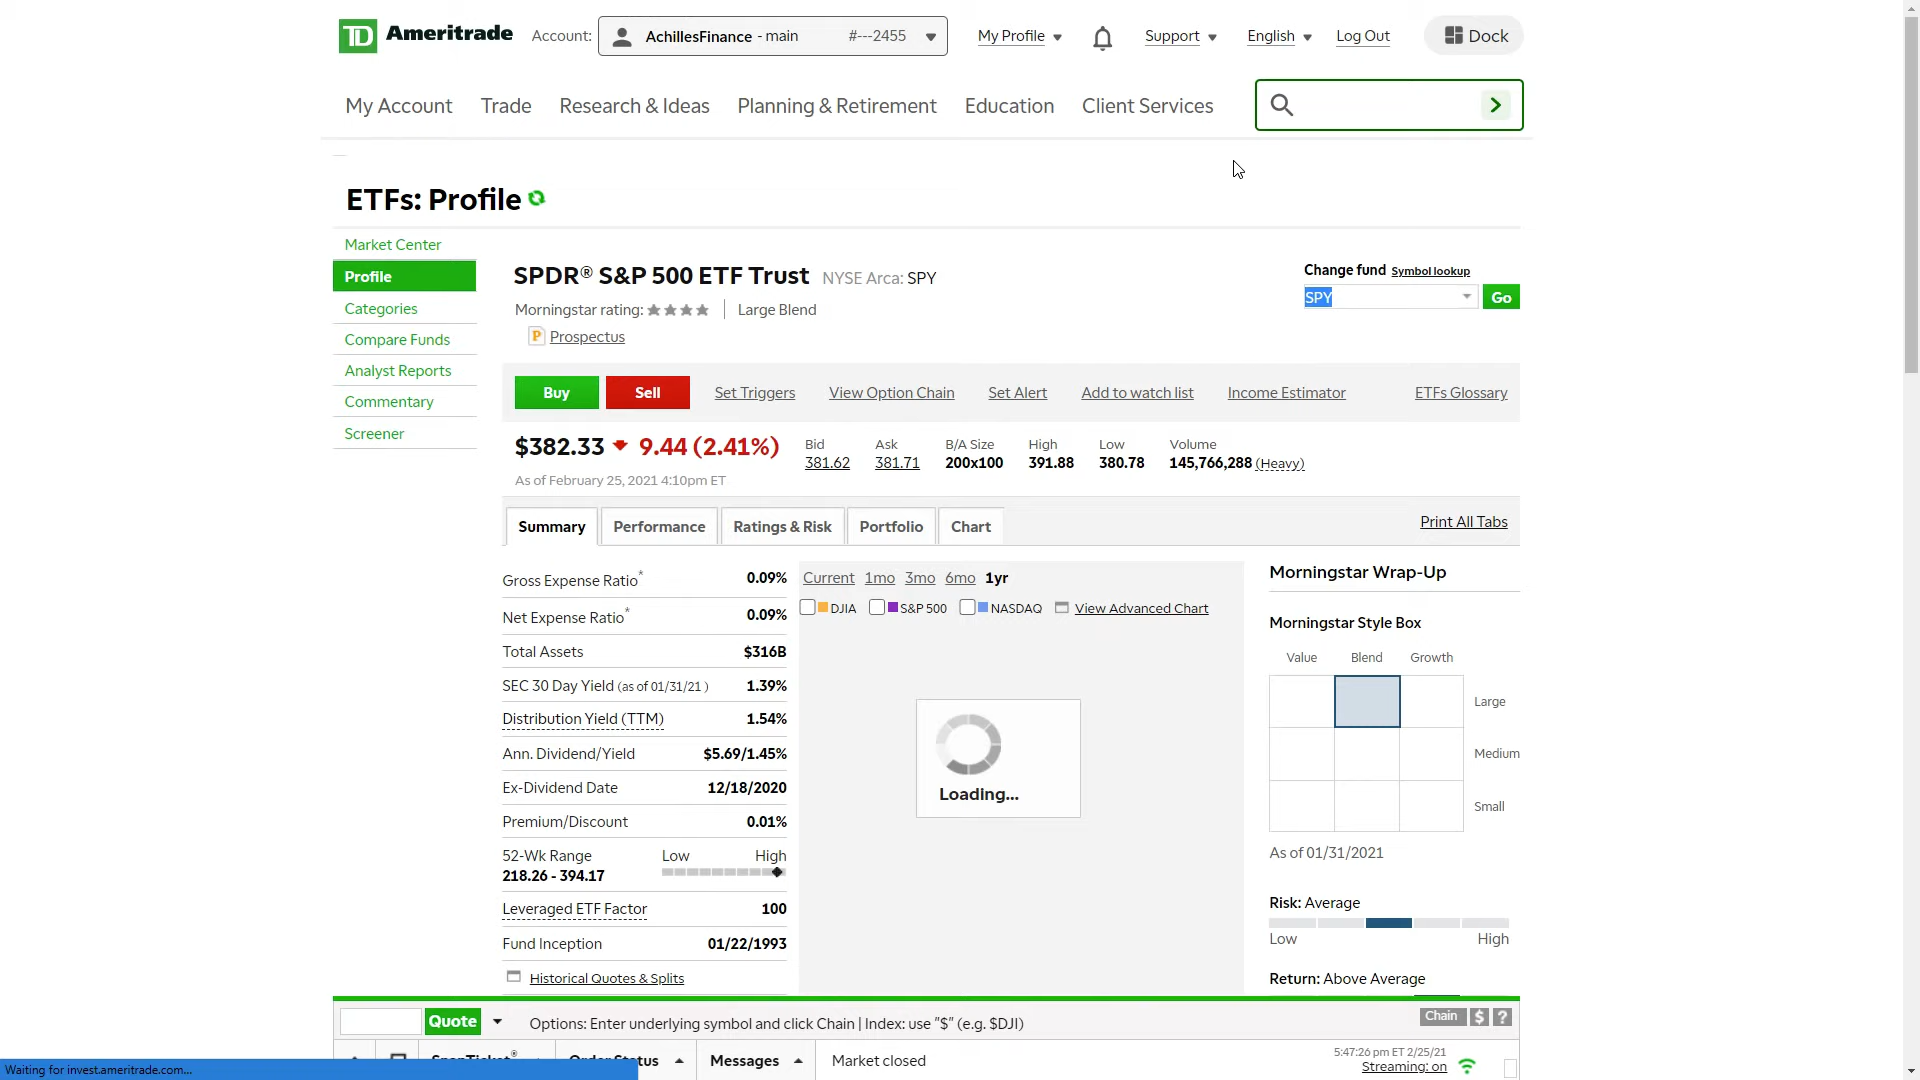 TD Ameritrade Account: AchillesFinance - main #---2455 My Profile Support English Log Out Dock
My Account Trade Research & Ideas Planning & Retirement Education Client Services
ETFs: Profile
Market Center
Profile
Categories
Compare Funds
Analyst Reports
Commentary
Screener
SPDR® S&P 500 ETF Trust NYSE Arca: SPY
Morningstar rating: Large Blend
P Prospectus
Change fund Symbol lookup
SPY Go
Buy Sell Set Triggers View Option Chain Set Alert Add to watch list Income Estimator ETFs Glossary
$382.33 9.44 (2.41%)
As of February 25, 2021 4:10pm ET
Bid Ask B/A Size High Low Volume
381.62 381.71 200x100 391.88 380.78 145,766,288 (Heavy)
Summary Performance Ratings & Risk Portfolio Chart Print All Tabs
Gross Expense Ratio* 0.09%
Net Expense Ratio* 0.09%
Total Assets $316B
SEC 30 Day Yield (as of 01/31/21 ) 1.39%
Distribution Yield (TTM) 1.54%
Ann. Dividend/Yield $5.69/1.45%
Ex-Dividend Date 12/18/2020
Premium/Discount 0.01%
52-Wk Range Low High
218.26 - 394.17
Leveraged ETF Factor 100
Fund Inception 01/22/1993
Historical Quotes & Splits
Current 1mo 3mo 6mo 1yr
DJIA S&P 500 NASDAQ View Advanced Chart
Loading...
Morningstar Wrap-Up
Morningstar Style Box
Value Blend Growth
Large
Medium
Small
As of 01/31/2021
Risk: Average
Low High
Return: Above Average
Quote Options: Enter underlying symbol and click Chain | Index: use "$" (e.g. $DJI) Chain $ ?
SnapTicket® Order Status Messages Market closed
5:47:26 pm ET 2/25/21
Streaming: on
Waiting for invest.ameritrade.com...